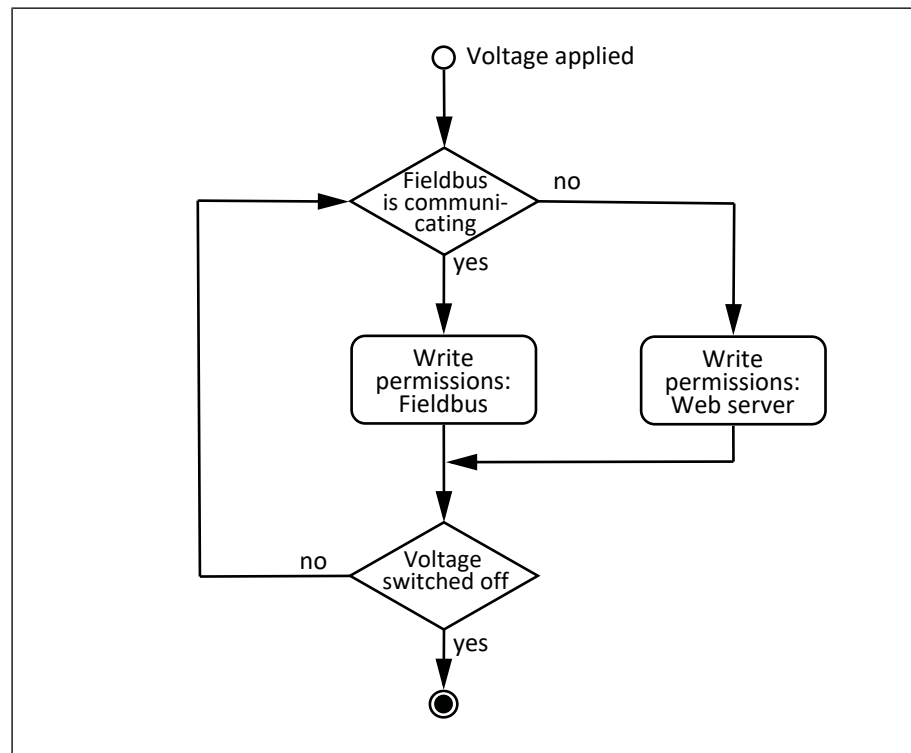 Voltage applied
Fieldbus
is communi-
cating
no
yes
Write
permissions:
Fieldbus
Write
permissions:
Web server
Voltage
switched off
no
yes